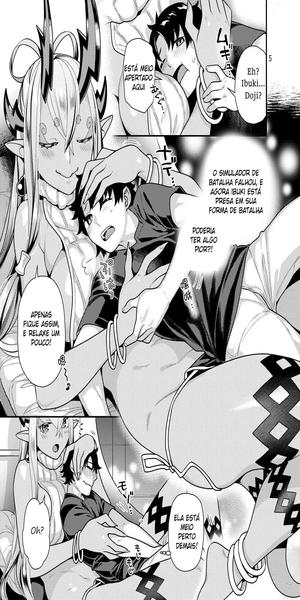 5
Eh?
Ibuki...
Doji?
ESTÁ MEIO
APERTADO
AQUI
O SIMULADOR DE
BATALHA FALHOU, E
AGORA IBUKI ESTÁ
PRESA EM SUA
FORMA DE BATALHA
PODERIA
TER ALGO
PIOR?!
APENAS
FIQUE ASSIM,
E RELAXE UM
POUCO!
ELA ESTÁ
MEIO
PERTO
DEMAIS!
Oh?